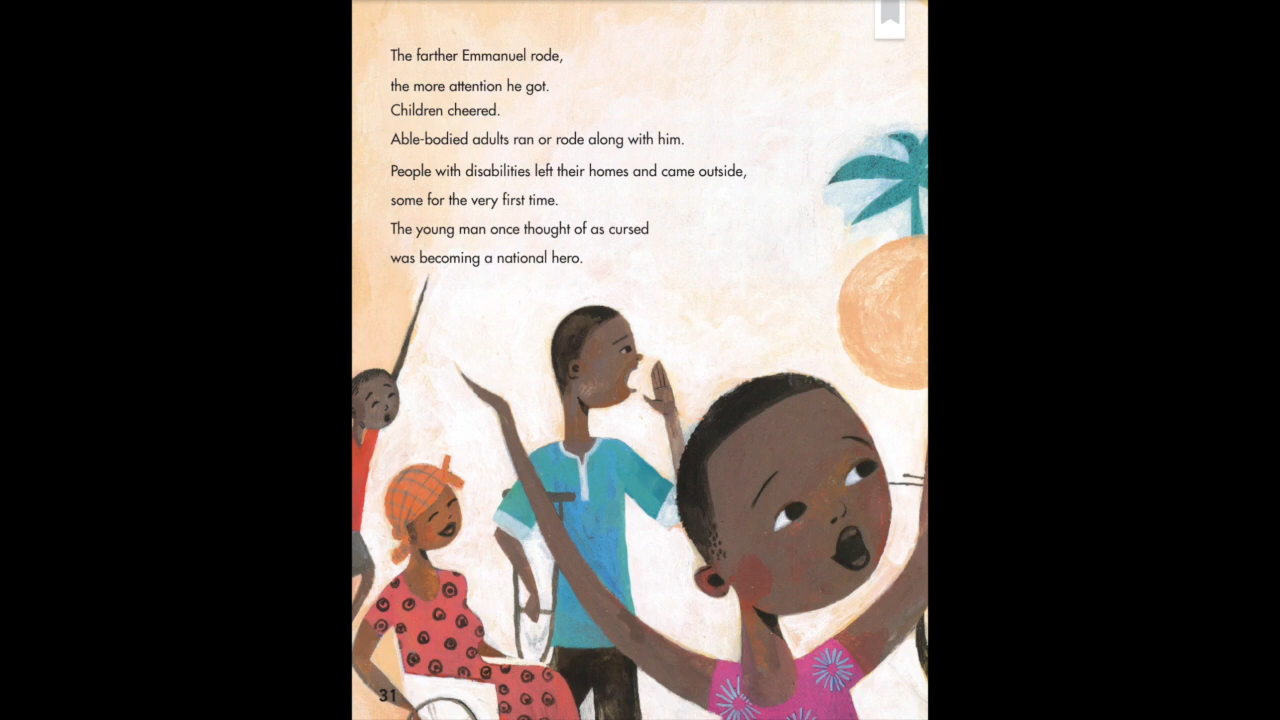 The farther Emmanuel rode,
the more attention he got.
Children cheered.
Able-bodied adults ran or rode along with him.
People with disabilities left their homes and came outside,
some for the very first time.
The young man once thought of as cursed
was becoming a national hero.
31